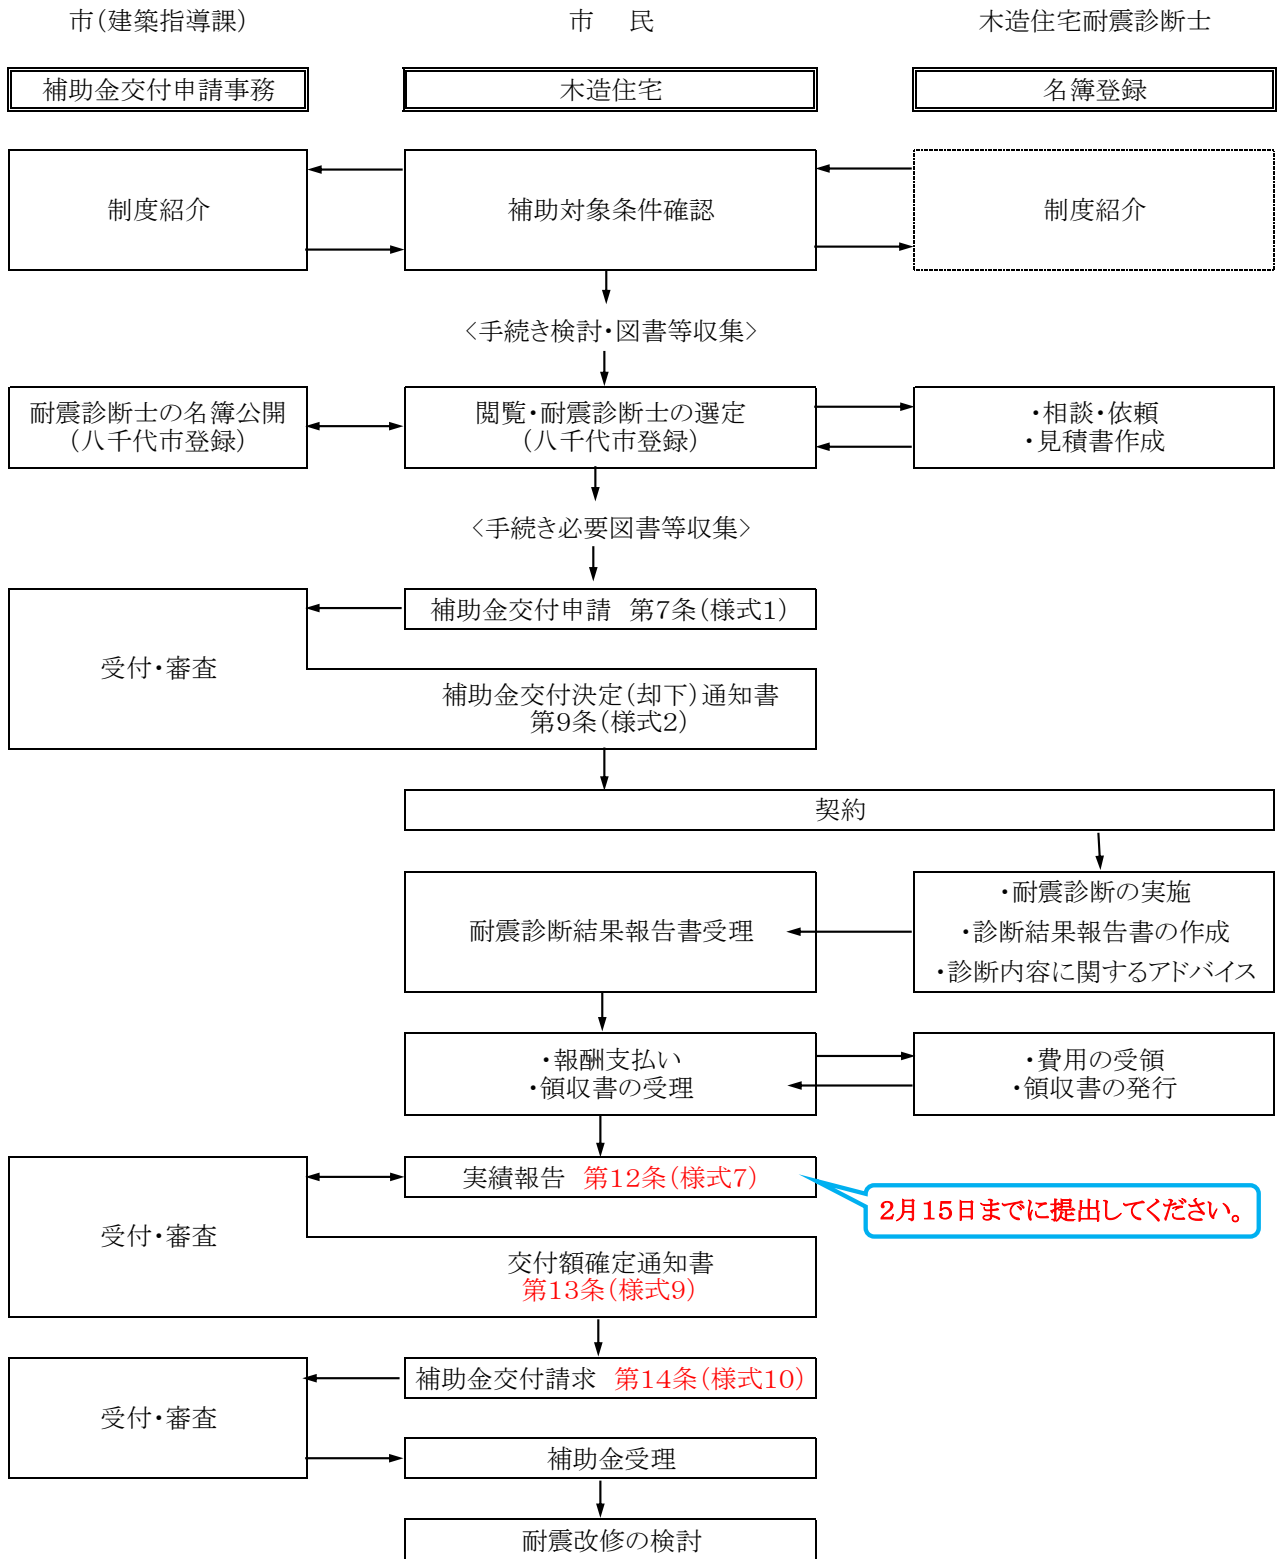 市(建築指導課)
市　民
木造住宅耐震診断士
補助金交付申請事務
木造住宅
名簿登録
制度紹介
補助対象条件確認
制度紹介
<手続き検討・図書等収集>
耐震診断士の名簿公開
(八千代市登録)
閲覧・耐震診断士の選定
(八千代市登録)
・相談・依頼
・見積書作成
<手続き必要図書等収集>
補助金交付申請　第7条(様式1)
受付・審査
補助金交付決定(却下)通知書
第9条(様式2)
契約
耐震診断結果報告書受理
・耐震診断の実施
・診断結果報告書の作成
・診断内容に関するアドバイス
・報酬支払い
・領収書の受理
・費用の受領
・領収書の発行
実績報告　第12条(様式7)
2月15日までに提出してください。
受付・審査
交付額確定通知書
第13条(様式9)
補助金交付請求　第14条(様式10)
受付・審査
補助金受理
耐震改修の検討